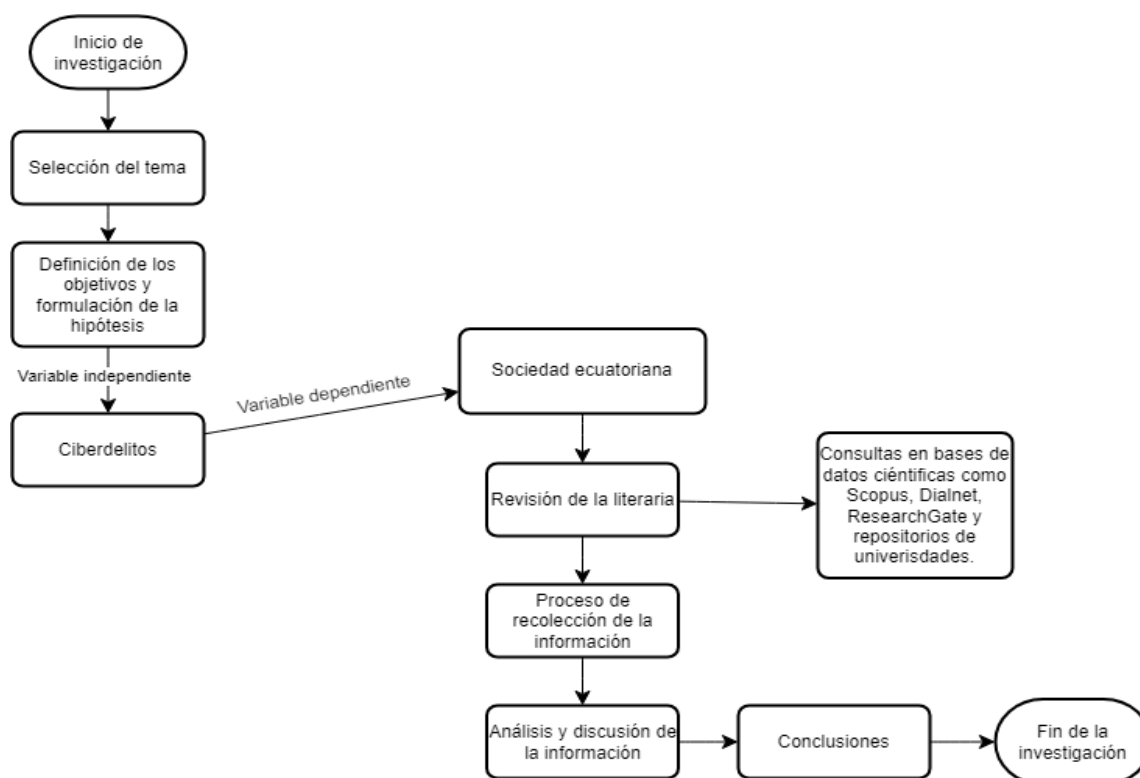 Inicio de
investigación
Selección del tema
Definición de los
objetivos y
formulación de la
hipótesis
Variable independiente
Ciberdelitos
Variable dependiente
Sociedad ecuatoriana
Revisión de la literaria
Consultas en bases de
datos ciéntificas como
Scopus, Dialnet,
ResearchGate y
repositorios de
univerisdades.
Proceso de
recolección de la
información
Análisis y discusión de
la información
Conclusiones
Fin de la
investigación